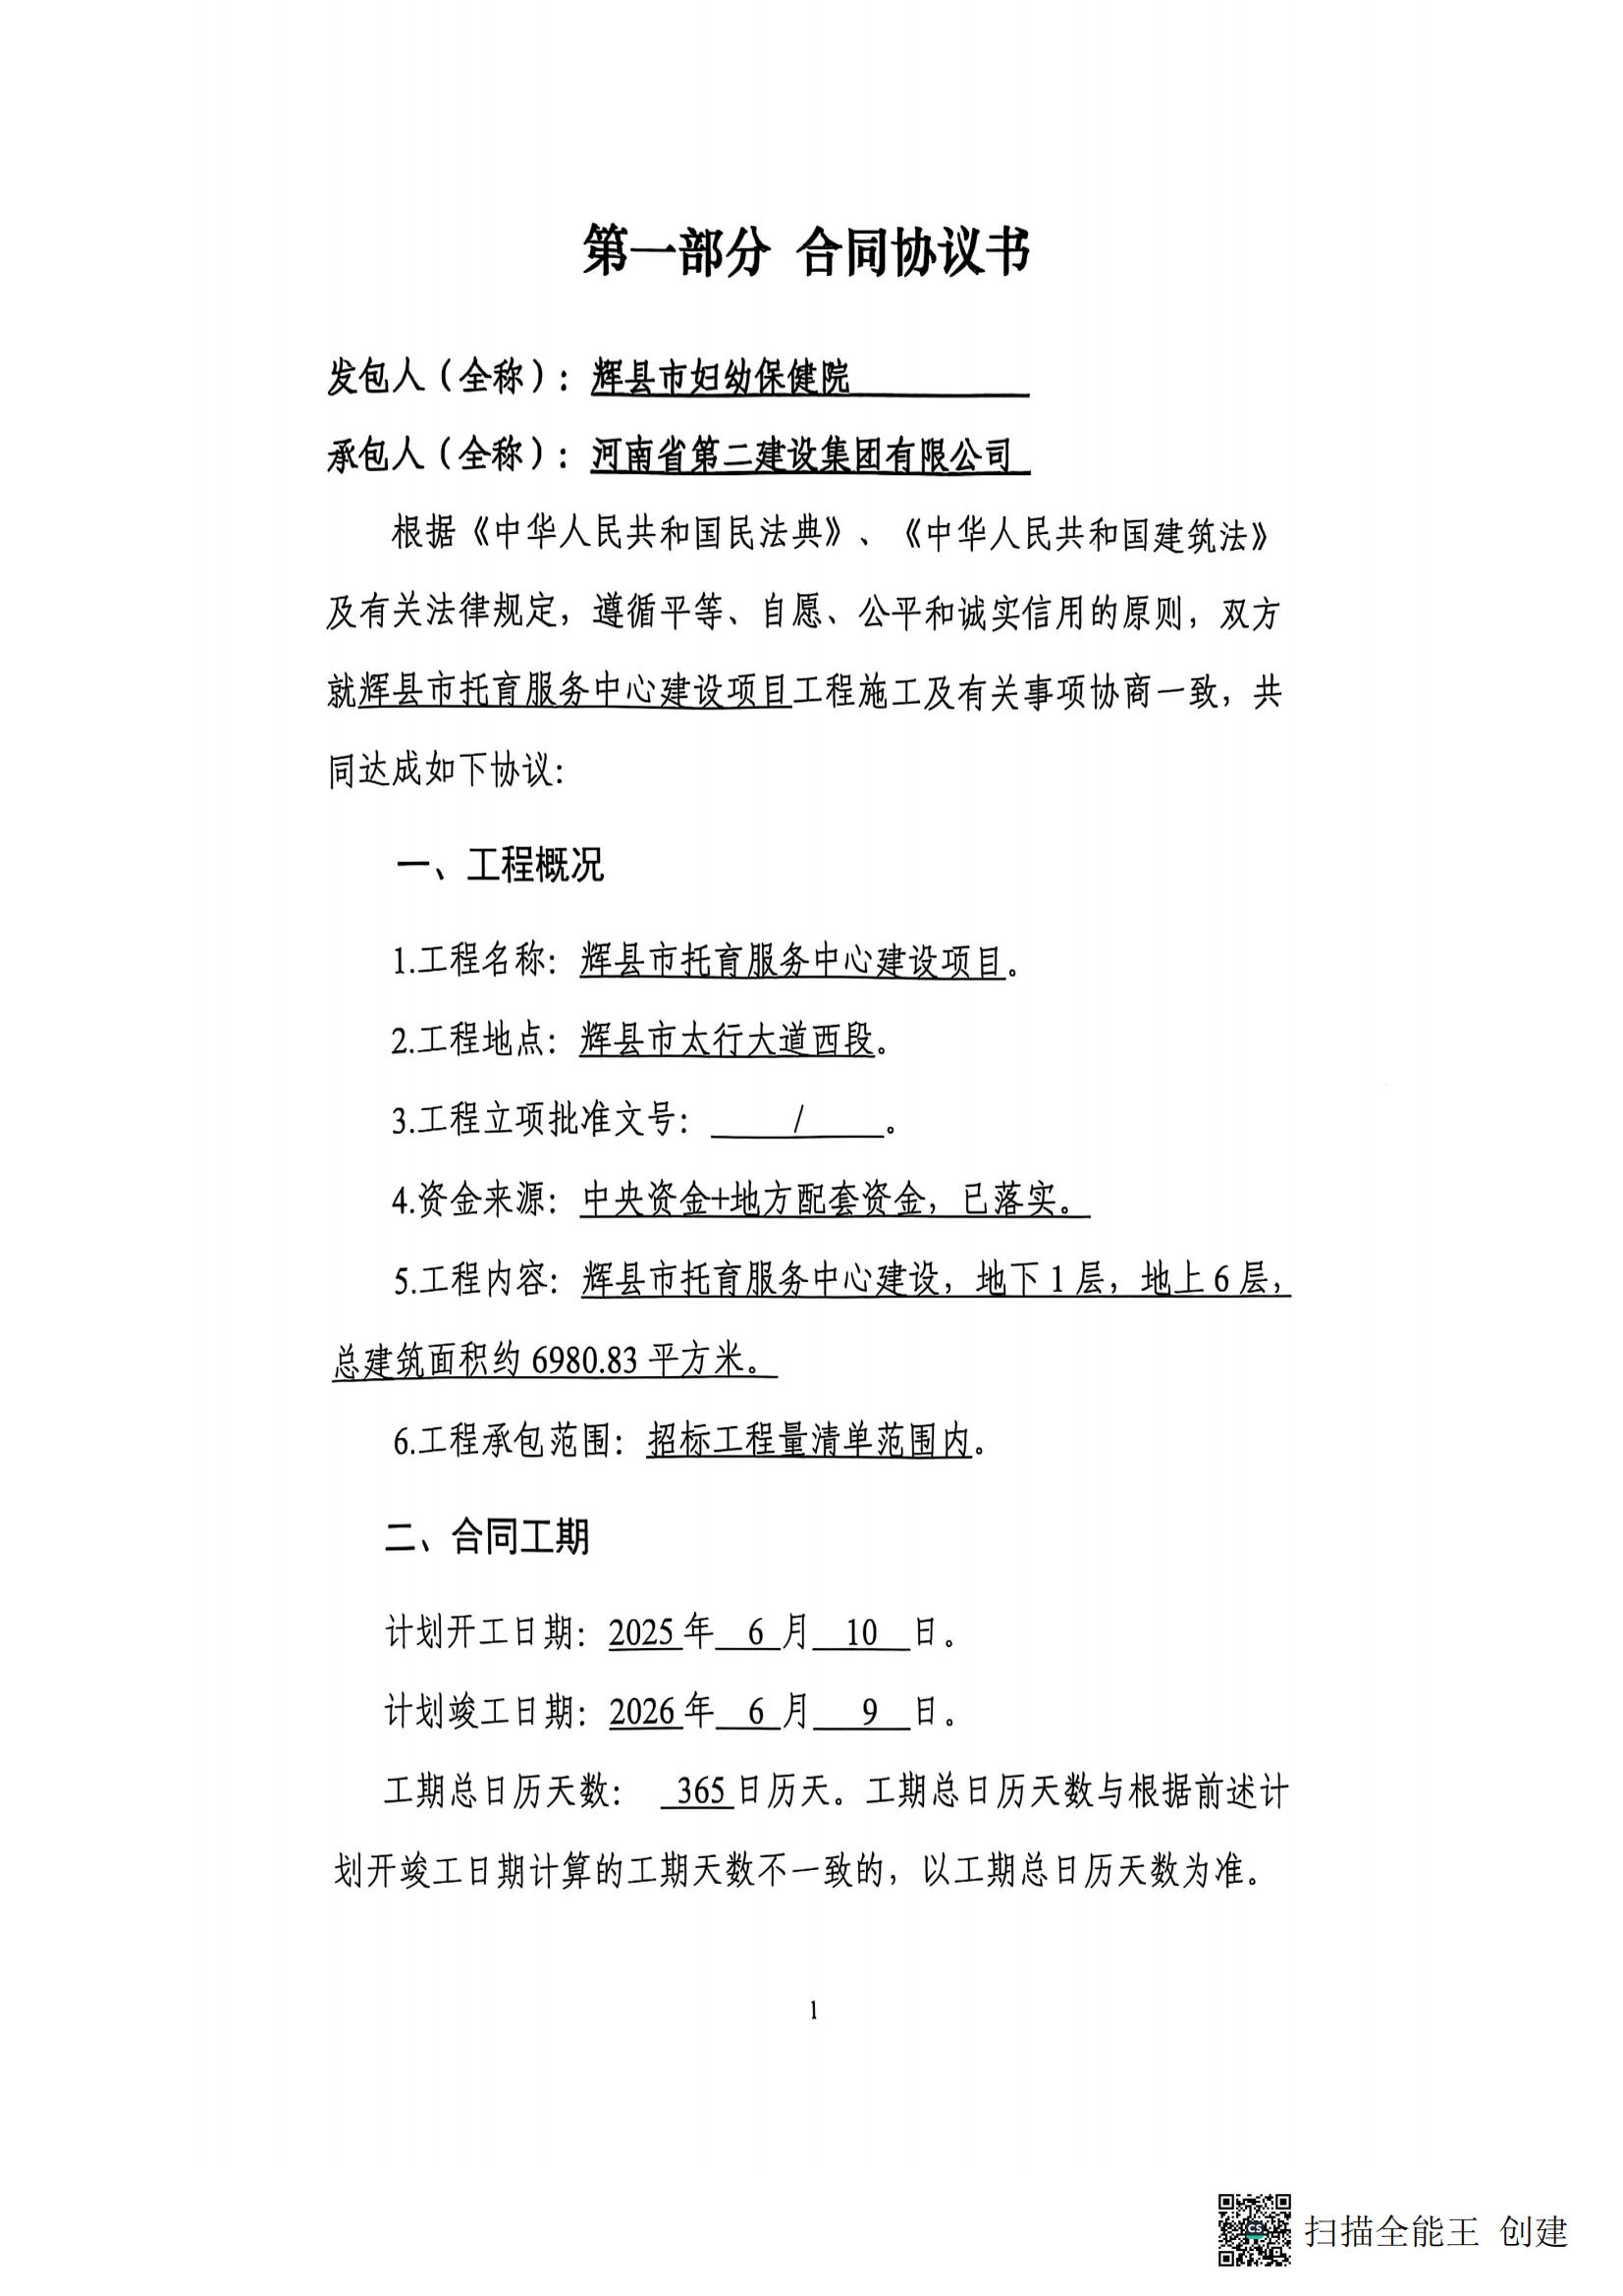 第一部分 合同协议书
发包人（全称）：辉县市妇幼保健院
承包人（全称）：河南省第二建设集团有限公司
根据《中华人民共和国民法典》、《中华人民共和国建筑法》
及有关法律规定，遵循平等、自愿、公平和诚实信用的原则，双方
就辉县市托育服务中心建设项目工程施工及有关事项协商一致，共
同达成如下协议：
一、工程概况
1.工程名称：辉县市托育服务中心建设项目。
2.工程地点：辉县市太行大道西段。
3.工程立项批准文号： / 。
4.资金来源：中央资金+地方配套资金，已落实。
5.工程内容：辉县市托育服务中心建设，地下1层，地上6层，
总建筑面积约6980.83平方米。
6.工程承包范围：招标工程量清单范围内。
二、合同工期
计划开工日期：2025年 6 月 10 日。
计划竣工日期：2026年 6 月 9 日。
工期总日历天数： 365日历天。工期总日历天数与根据前述计
划开竣工日期计算的工期天数不一致的，以工期总日历天数为准。
1
CS
扫描全能王 创建